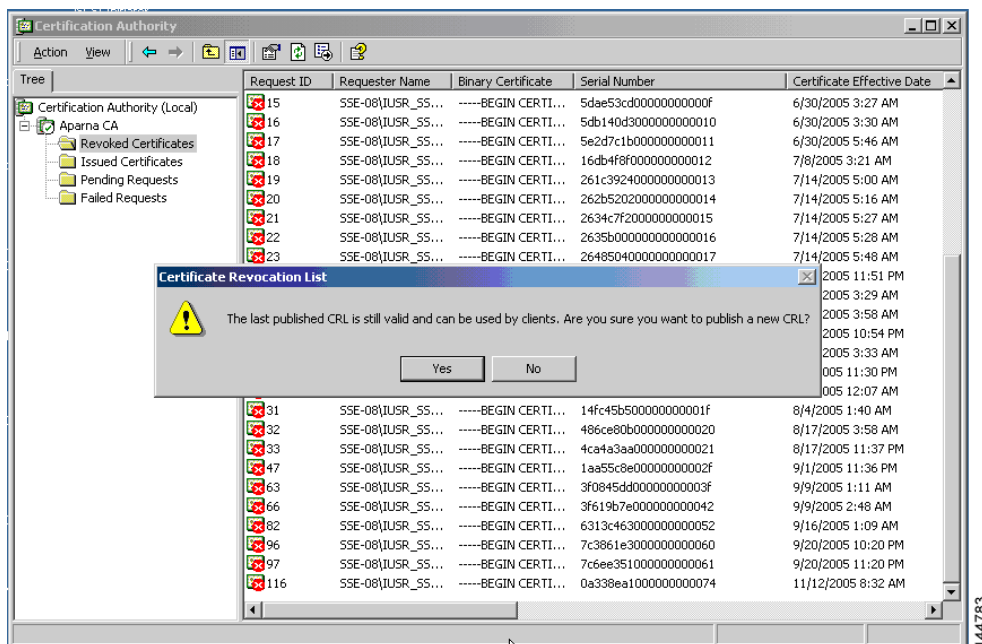 Certification Authority
Action View
Tree
Request ID Requester Name Binary Certificate Serial Number Certificate Effective Date
Certification Authority (Local)
Aparna CA
Revoked Certificates
Issued Certificates
Pending Requests
Failed Requests
15 SSE-08\IUSR_SS... -----BEGIN CERTI... 5dae53cd00000000000f 6/30/2005 3:27 AM
16 SSE-08\IUSR_SS... -----BEGIN CERTI... 5db140d3000000000010 6/30/2005 3:30 AM
17 SSE-08\IUSR_SS... -----BEGIN CERTI... 5e2d7c1b000000000011 6/30/2005 5:46 AM
18 SSE-08\IUSR_SS... -----BEGIN CERTI... 16db4f8f000000000012 7/8/2005 3:21 AM
19 SSE-08\IUSR_SS... -----BEGIN CERTI... 261c3924000000000013 7/14/2005 5:00 AM
20 SSE-08\IUSR_SS... -----BEGIN CERTI... 262b5202000000000014 7/14/2005 5:16 AM
21 SSE-08\IUSR_SS... -----BEGIN CERTI... 2634c7f2000000000015 7/14/2005 5:27 AM
22 SSE-08\IUSR_SS... -----BEGIN CERTI... 2635b000000000000016 7/14/2005 5:28 AM
23 SSE-08\IUSR_SS... -----BEGIN CERTI... 26485040000000000017 7/14/2005 5:48 AM
2005 11:51 PM
2005 3:29 AM
2005 3:58 AM
2005 10:54 PM
2005 3:33 AM
005 11:30 PM
005 12:07 AM
Certificate Revocation List
The last published CRL is still valid and can be used by clients. Are you sure you want to publish a new CRL?
Yes No
31 SSE-08\IUSR_SS... -----BEGIN CERTI... 14fc45b500000000001f 8/4/2005 1:40 AM
32 SSE-08\IUSR_SS... -----BEGIN CERTI... 486ce80b000000000020 8/17/2005 3:58 AM
33 SSE-08\IUSR_SS... -----BEGIN CERTI... 4ca4a3aa000000000021 8/17/2005 11:37 PM
47 SSE-08\IUSR_SS... -----BEGIN CERTI... 1aa55c8e00000000002f 9/1/2005 11:36 PM
63 SSE-08\IUSR_SS... -----BEGIN CERTI... 3f0845dd00000000003f 9/9/2005 1:11 AM
66 SSE-08\IUSR_SS... -----BEGIN CERTI... 3f619b7e000000000042 9/9/2005 2:48 AM
82 SSE-08\IUSR_SS... -----BEGIN CERTI... 6313c463000000000052 9/16/2005 1:09 AM
96 SSE-08\IUSR_SS... -----BEGIN CERTI... 7c3861e3000000000060 9/20/2005 10:20 PM
97 SSE-08\IUSR_SS... -----BEGIN CERTI... 7c6ee351000000000061 9/20/2005 11:20 PM
116 SSE-08\IUSR_SS... -----BEGIN CERTI... 0a338ea1000000000074 11/12/2005 8:32 AM
144783